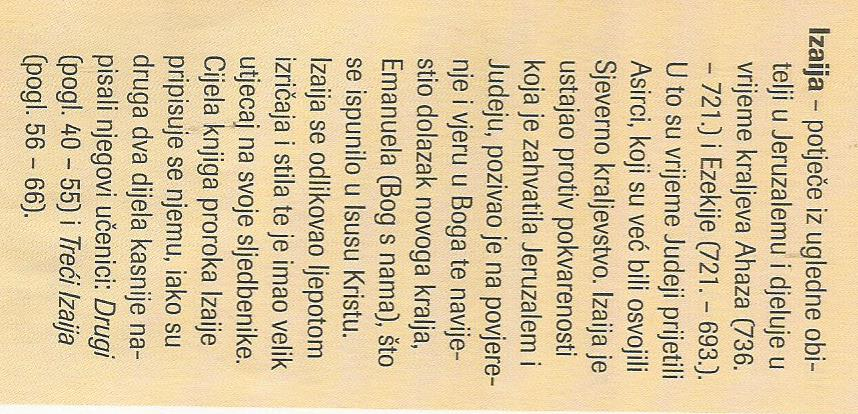 Izaija – potječe iz ugledne obi-
telji u Jeruzalemu i djeluje u
vrijeme kraljeva Ahaza (736.
– 721.) i Ezekije (721. – 693.).
U to su vrijeme Judeji prijetili
Asirci, koji su već bili osvojili
Sjeverno kraljevstvo. Izaija je
ustajao protiv pokvarenosti
koja je zahvatila Jeruzalem i
Judeju, pozivao je na povjere-
nje i vjeru u Boga te navije-
stio dolazak novoga kralja,
Emanuela (Bog s nama), što
se ispunilo u Isusu Kristu.
Izaija se odlikovao ljepotom
izričaja i stila te je imao velik
utjecaj na svoje sljedbenike.
Cijela knjiga proroka Izaije
pripisuje se njemu, iako su
druga dva dijela kasnije na-
pisali njegovi učenici: Drugi
(pogl. 40 – 55) i Treći Izaija
(pogl. 56 – 66).